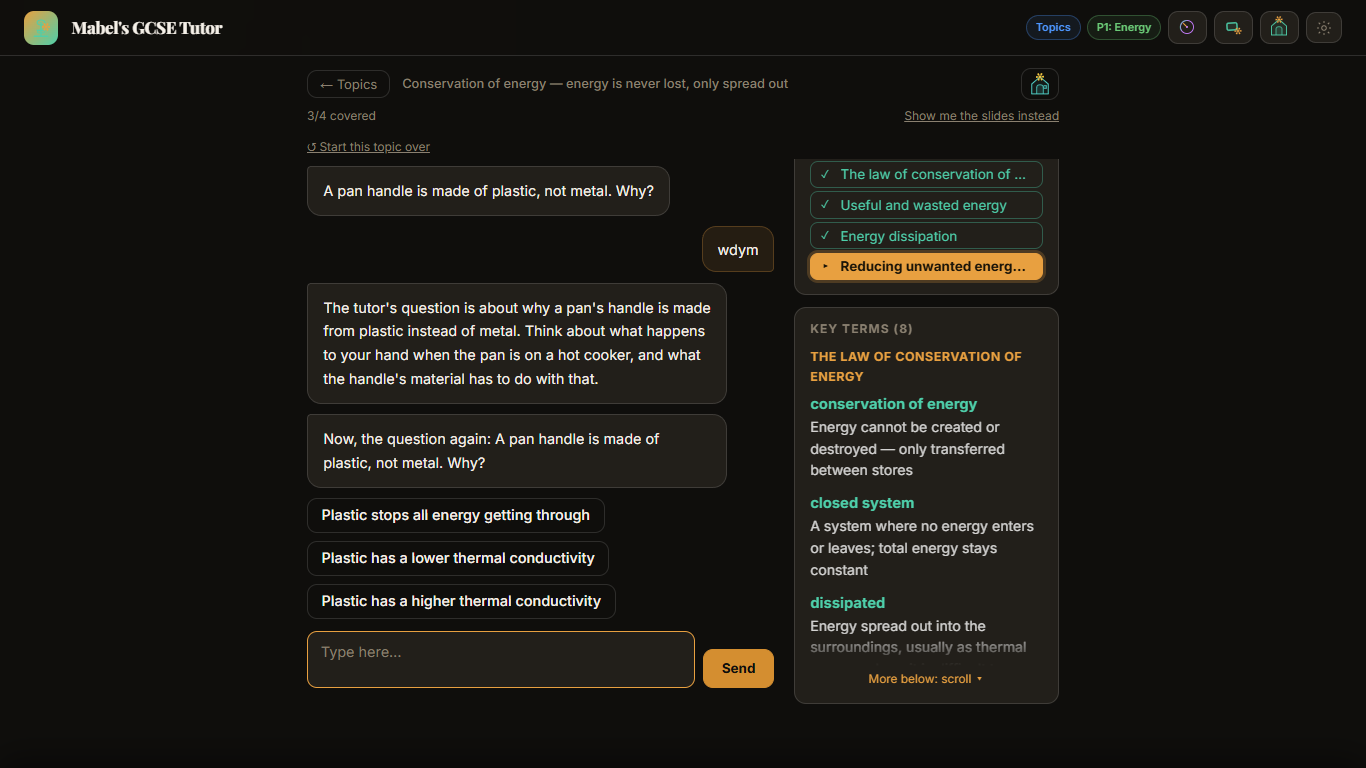 Mabel's GCSE Tutor
Topics
P1: Energy
← Topics
Conservation of energy — energy is never lost, only spread out
3/4 covered
Show me the slides instead
↺ Start this topic over
A pan handle is made of plastic, not metal. Why?
wdym
The tutor's question is about why a pan's handle is made
from plastic instead of metal. Think about what happens
to your hand when the pan is on a hot cooker, and what
the handle's material has to do with that.
Now, the question again: A pan handle is made of
plastic, not metal. Why?
Plastic stops all energy getting through
Plastic has a lower thermal conductivity
Plastic has a higher thermal conductivity
Type here...
Send
✓ The law of conservation of ...
✓ Useful and wasted energy
✓ Energy dissipation
▸ Reducing unwanted energ...
KEY TERMS (8)
THE LAW OF CONSERVATION OF
ENERGY
conservation of energy
Energy cannot be created or
destroyed — only transferred
between stores
closed system
A system where no energy enters
or leaves; total energy stays
constant
dissipated
Energy spread out into the
surroundings, usually as thermal
More below: scroll ▾